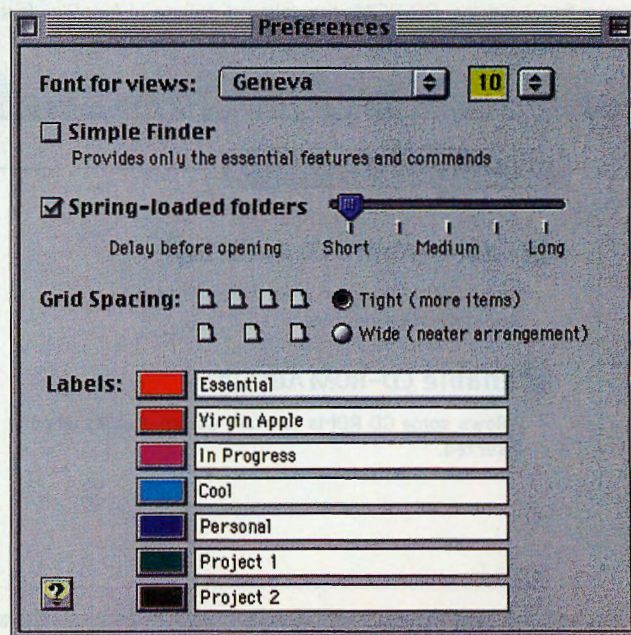 Preferences
Font for views: Geneva 10
Simple Finder
Provides only the essential features and commands
Spring-loaded folders
Delay before opening Short Medium Long
Grid Spacing: Tight (more items)
Wide (neater arrangement)
Labels: Essential
Virgin Apple
In Progress
Cool
Personal
Project 1
Project 2
?